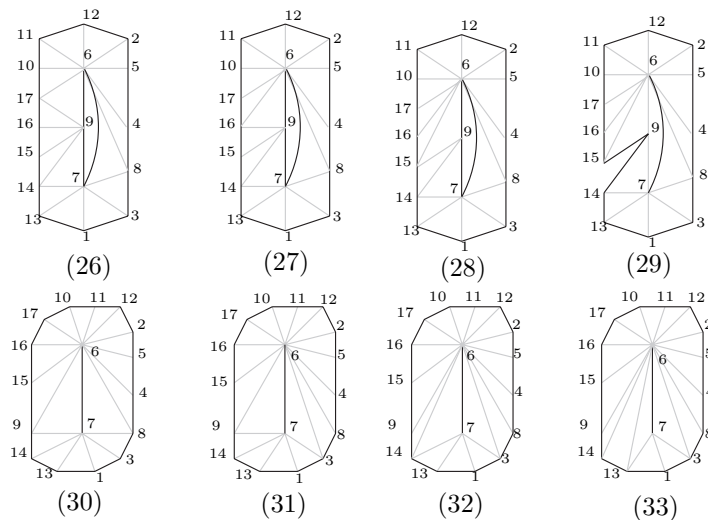 12 12 12 12
11 2 11 2 11 2 11 2
6 6 6 6
10 5 10 5 10 5 10 5
17 17 17 17
16 9 4 16 9 4 16 9 4 16 9 4
15 8 15 8 15 8 15 8
14 7 14 7 14 7 14 7
13 3 13 3 13 3 13 3
1 1 1 1
(26) (27) (28) (29)
10 11 12 10 11 12 10 11 12 10 11 12
17 2 17 2 17 2 17 2
16 6 5 16 6 5 16 6 5 16 6 5
15 4 15 4 15 4 15 4
9 7 8 9 7 8 9 7 8 9 7 8
14 3 14 3 14 3 14 3
13 1 13 1 13 1 13 1
(30) (31) (32) (33)